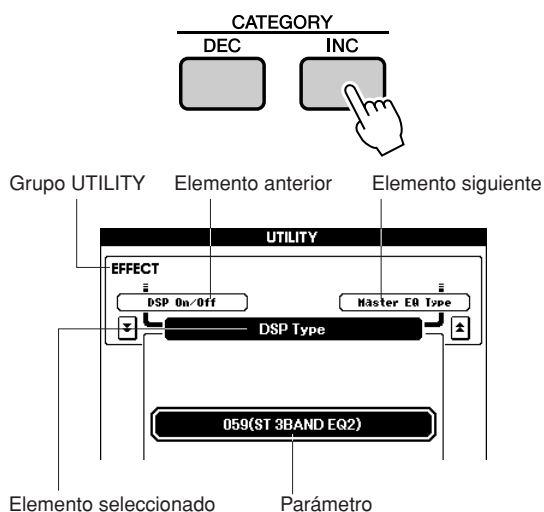 CATEGORY
DEC INC
Grupo UTILITY Elemento anterior Elemento siguiente
UTILITY
EFFECT
DSP On/Off Master EQ Type
DSP Type
059(ST 3BAND EQ2)
Elemento seleccionado Parámetro